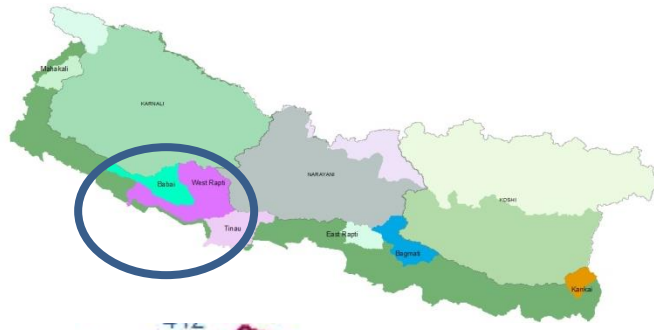 Mahakali
KARNALI
NARAYANI
Babai
West Rapti
KOSHI
Tinau
East Rapti
Bagmati
Kankai